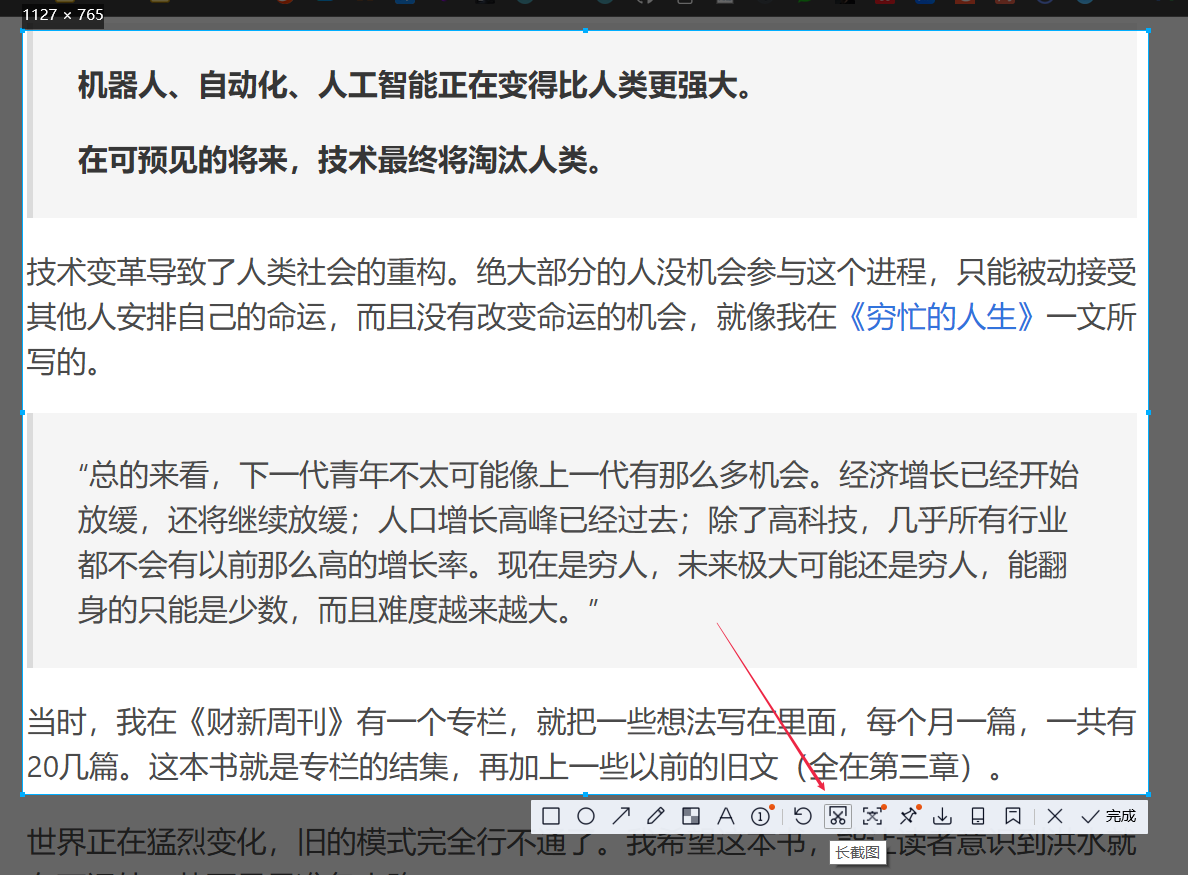 1127 × 765
机器人、自动化、人工智能正在变得比人类更强大。
在可预见的将来，技术最终将淘汰人类。
技术变革导致了人类社会的重构。绝大部分的人没机会参与这个进程，只能被动接受
其他人安排自己的命运，而且没有改变命运的机会，就像我在《穷忙的人生》一文所
写的。
“总的来看，下一代青年不太可能像上一代有那么多机会。经济增长已经开始
放缓，还将继续放缓；人口增长高峰已经过去；除了高科技，几乎所有行业
都不会有以前那么高的增长率。现在是穷人，未来极大可能还是穷人，能翻
身的只能是少数，而且难度越来越大。”
当时，我在《财新周刊》有一个专栏，就把一些想法写在里面，每个月一篇，一共有
20几篇。这本书就是专栏的结集，再加上一些以前的旧文（全在第三章）。
完成
世界正在猛烈变化，旧的模式完全行不通了。我希望这本书，能让读者意识到洪水就
长截图